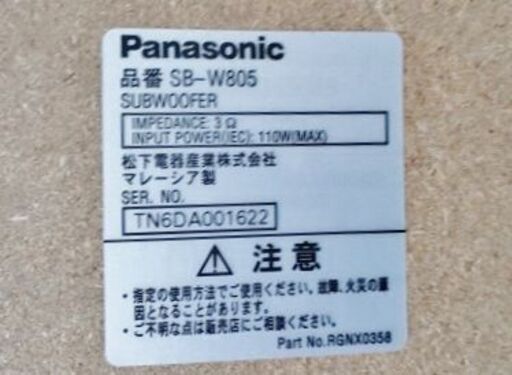 Panasonic
品番 SB-W805
SUBWOOFER
IMPEDANCE: 3 Ω
INPUT POWER(IEC): 110W(MAX)
松下電器産業株式会社
マレーシア製
SER. NO.
TN6DA001622
⚠ 注意
・指定の使用方法でご使用ください。故障、火災の原
因となることがあります。
・ご不明な点は販売店にご相談ください。
Part No.RGNX0358